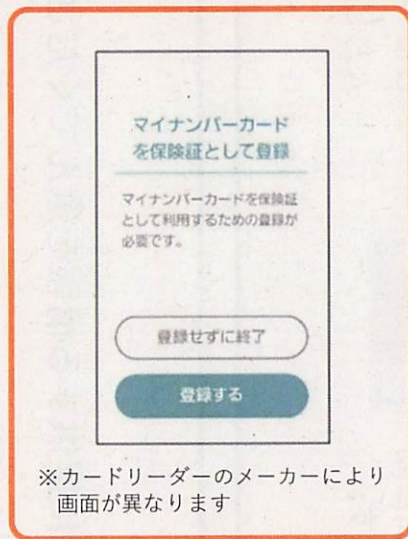 マイナンバーカード
を保険証として登録
マイナンバーカードを保険証
として利用するための登録が
必要です。
登録せずに終了
登録する
※カードリーダーのメーカーにより
画面が異なります